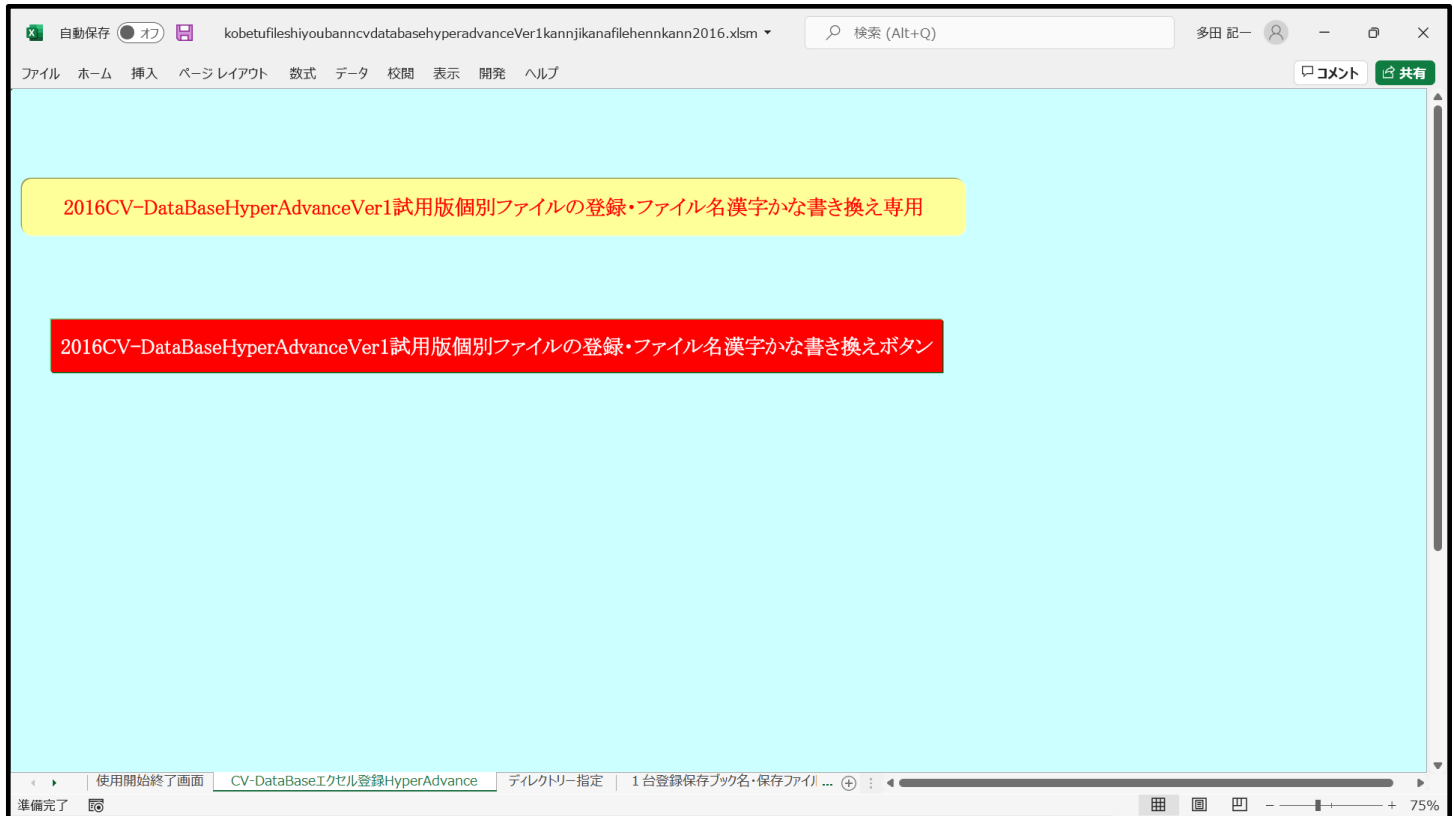 自動保存 オフ kobetufileshiyoubanncvdatabasehyperadvanceVer1kannjikanafilehennkann2016.xlsm 検索 (Alt+Q) 多田 記一
ファイル ホーム 挿入 ページ レイアウト 数式 データ 校閲 表示 開発 ヘルプ コメント 共有
2016CV-DataBaseHyperAdvanceVer1試用版個別ファイルの登録・ファイル名漢字かな書き換え専用
2016CV-DataBaseHyperAdvanceVer1試用版個別ファイルの登録・ファイル名漢字かな書き換えボタン
使用開始終了画面 CV-DataBaseエクセル登録HyperAdvance ディレクトリー指定 1台登録保存ブック名・保存ファイル ...
準備完了 75%